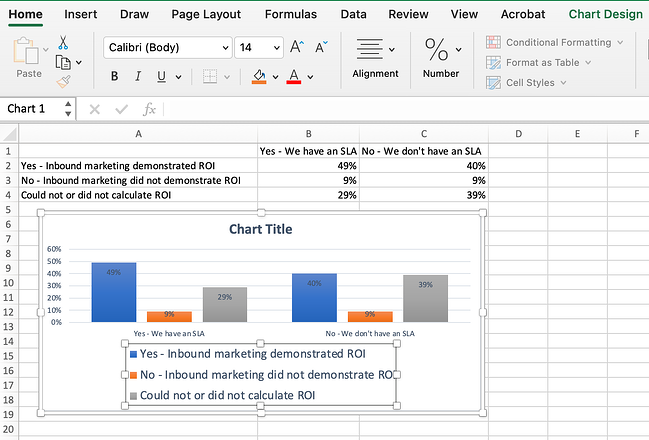 Home Insert Draw Page Layout Formulas Data Review View Acrobat Chart Design
Paste
Calibri (Body) 14 A A
B I U A
Alignment
%
Number
Conditional Formatting
Format as Table
Cell Styles
Chart 1 fx
A B C D E F
1 Yes - We have an SLA No - We don't have an SLA
2 Yes - Inbound marketing demonstrated ROI 49% 40%
3 No - Inbound marketing did not demonstrate ROI 9% 9%
4 Could not or did not calculate ROI 29% 39%
5
6
7
8
9
10
11
12
13
14
15
16
17
18
19
20
Chart Title
60%
50%
40%
30%
20%
10%
0%
49% 9% 29% 40% 9% 39%
Yes - We have an SLA No - We don't have an SLA
Yes - Inbound marketing demonstrated ROI
No - Inbound marketing did not demonstrate RO
Could not or did not calculate ROI